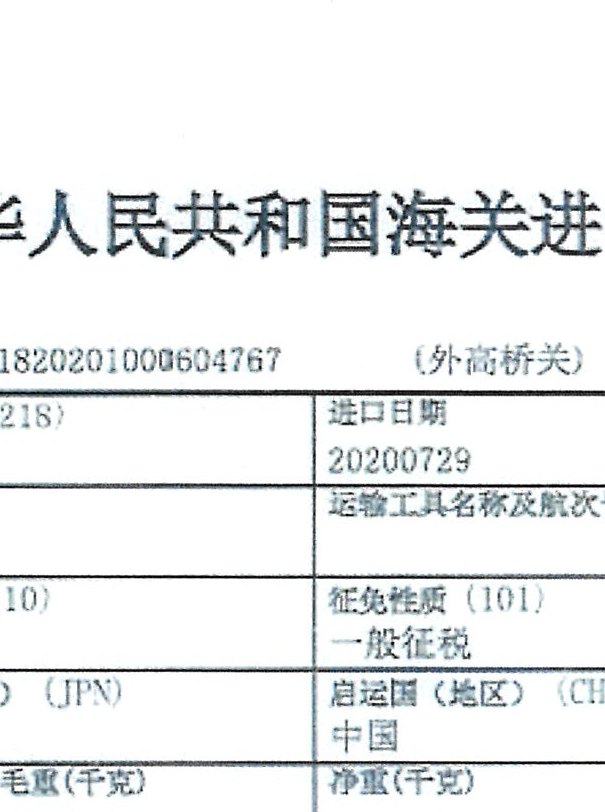 人民共和国海关进
1820201000604767 (外高桥关)
218) 进口日期
20200729
运输工具名称及航次
10) 征免性质 (101)
一般征税
) (JPN) 启运国 (地区) (CH
中国
毛重(千克) 净重(千克)